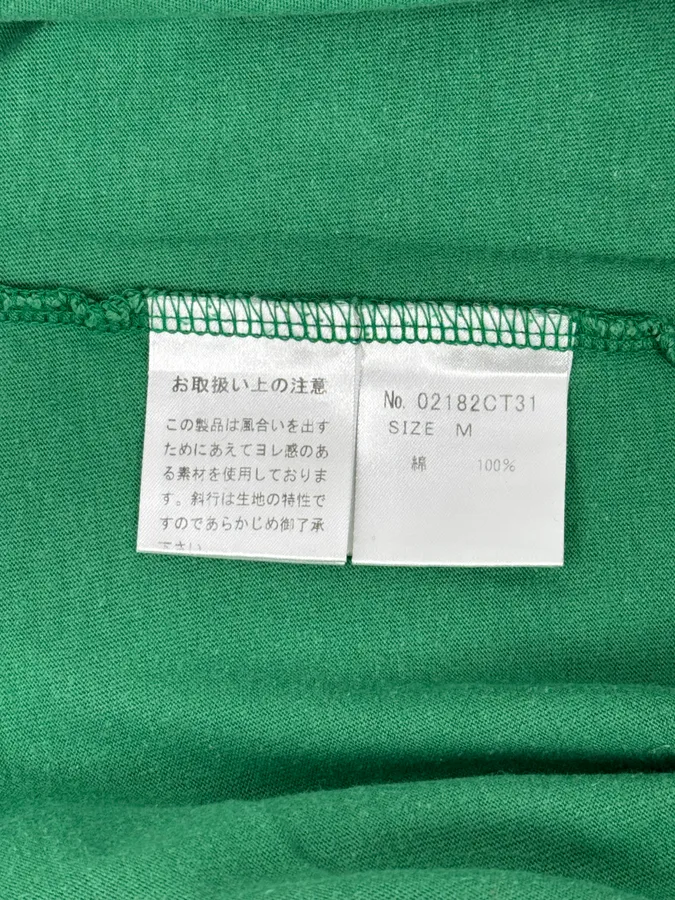 お取扱い上の注意
この製品は風合いを出す
ためにあえてヨレ感のあ
る素材を使用しておりま
す。斜行は生地の特性で
すのであらかじめ御了承
下さい
No. 02182CT31
SIZE M
綿 100%